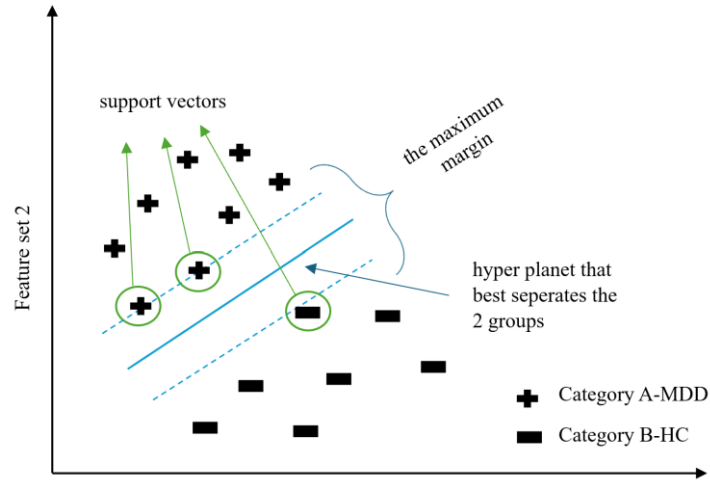 support vectors
the maximum
margin
Feature set 2
hyper planet that
best seperates the
2 groups
Category A-MDD
Category B-HC